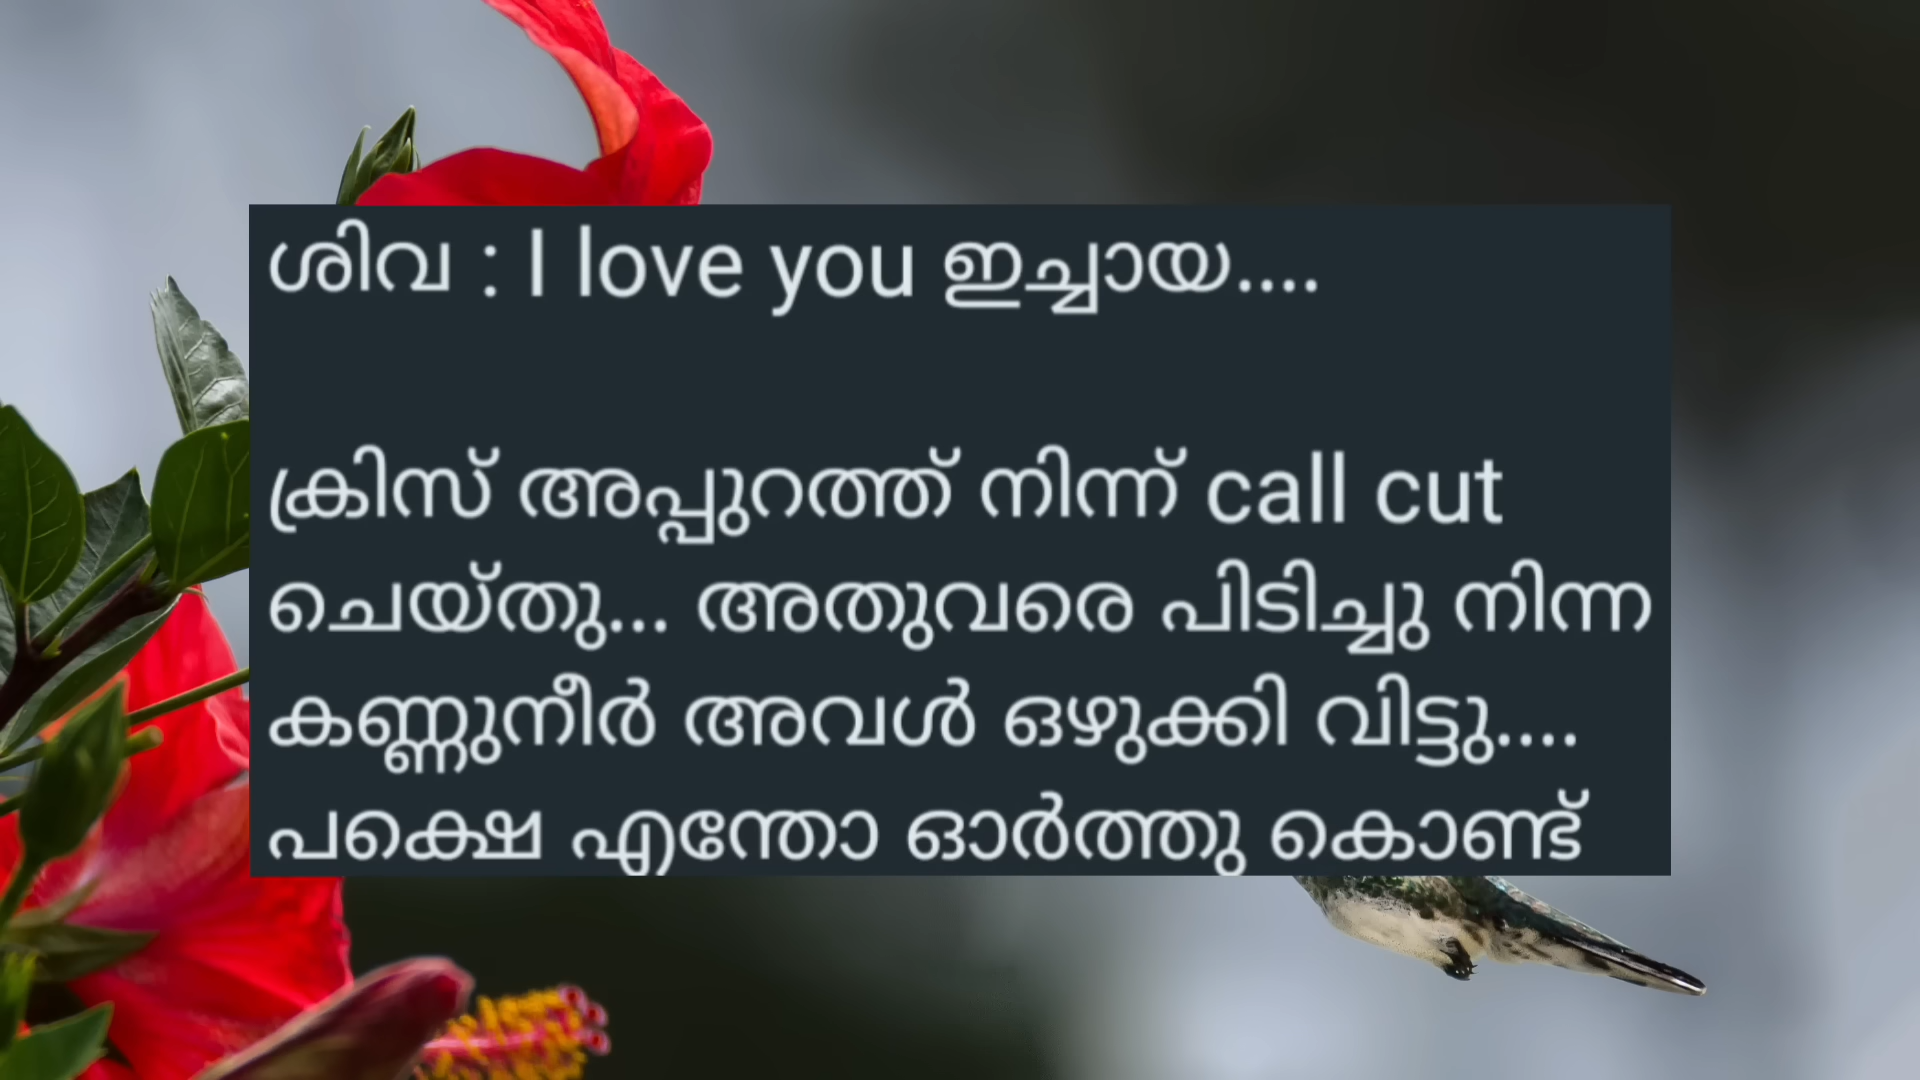 ശിവ : I love you ഇച്ചായ....
ക്രിസ് അപ്പുറത്ത് നിന്ന് call cut
ചെയ്തു... അതുവരെ പിടിച്ചു നിന്ന
കണ്ണുനീർ അവൾ ഒഴുക്കി വിട്ടു....
പക്ഷെ എന്തോ ഓർത്തു കൊണ്ട്